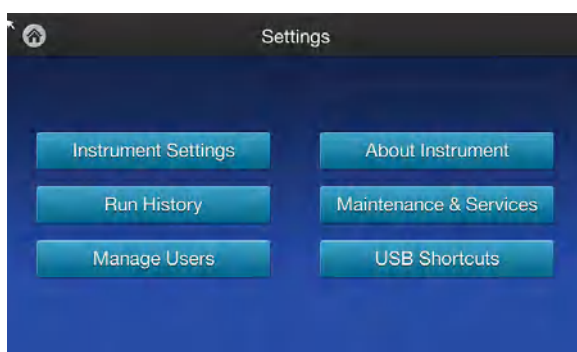 Settings
Instrument Settings
About Instrument
Run History
Maintenance & Services
Manage Users
USB Shortcuts